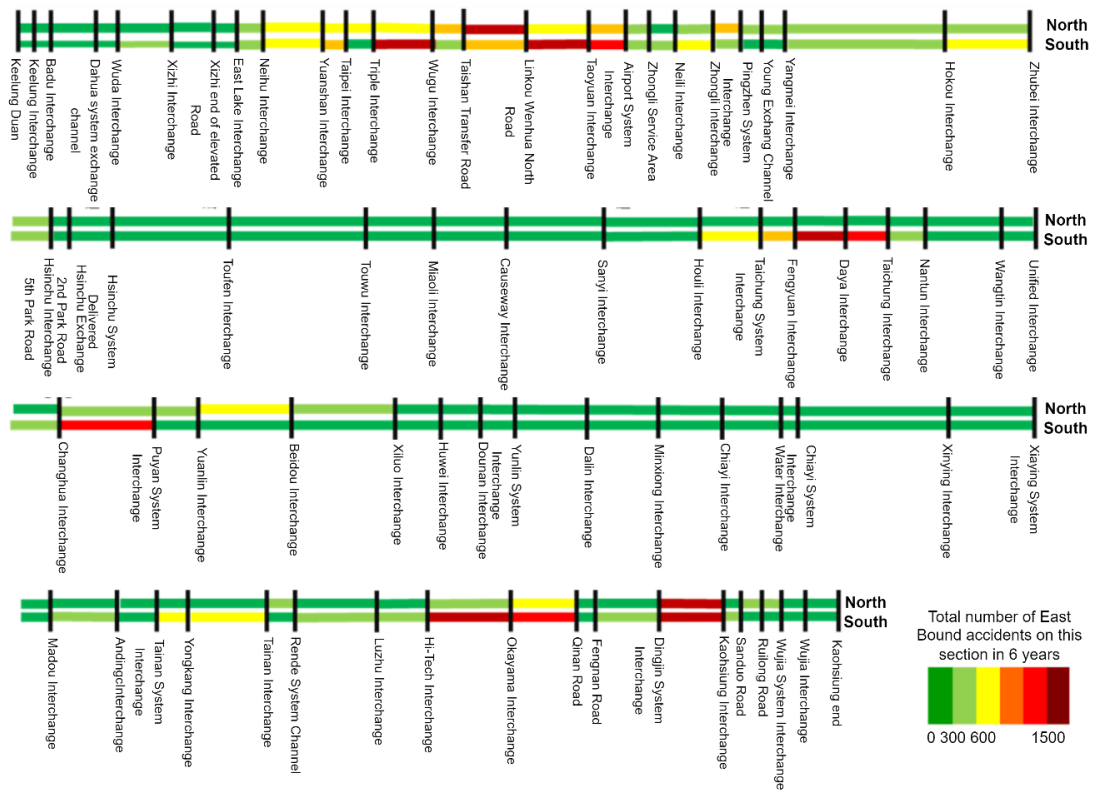 North
South
Keelung Duan
Keelung Interchange
Badu Interchange
Dahua system exchange
channel
Wuda Interchange
Xizhi Interchange
Xizhi end of elevated
Road
East Lake Interchange
Neihu Interchange
Yuanshan Interchange
Taipei Interchange
Triple Interchange
Wugu Interchange
Taishan Transfer Road
Linkou Wenhua North
Road
Taoyuan Interchange
Airport System
Interchange
Zhongli Service Area
Neili Interchange
Zhongli Interchange
Pingzhen System
Interchange
Young Exchang Channel
Yangmei Interchange
Hokou Interchange
Zhubei Interchange
North
South
5th Park Road
Hsinchu Interchange
2nd Park Road
Hsinchu Exchange
Delivered
Hsinchu System
Toufen Interchange
Touwu Interchange
Miaoli Interchange
Causeway Interchange
Sanyi Interchange
Houli Interchange
Taichung System
Interchange
Fengyuan Interchange
Daya Interchange
Taichung Interchange
Nantun Interchange
Wangtin Interchange
Unified Interchange
North
South
Changhua Interchange
Puyan System
Interchange
Yuanlin Interchange
Beidou Interchange
Xiluo Interchange
Huwei Interchange
Dounan Interchange
Yunlin System
Interchange
Dalin Interchange
Minxiong Interchange
Chiayi Interchange
Water Interchange
Chiayi System
Interchange
Xinying Interchange
Xiaying System
Interchange
North
South
Madou Interchange
AndingcInterchange
Tainan System
Interchange
Yongkang Interchange
Tainan Interchange
Rende System Channel
Luzhu Interchange
Hi-Tech Interchange
Okayama Interchange
Qinan Road
Fengnan Road
Dingjin System
Interchange
Kaohsiung Interchange
Sanduo Road
Ruilong Road
Wujia System Interchange
Wujia Interchange
Kaohsiung end
Total number of East
Bound accidents on this
section in 6 years
0 300 600 1500